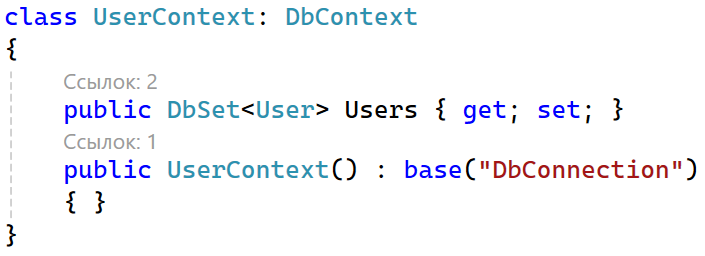 class UserContext: DbContext
{
Ссылок: 2
public DbSet<User> Users { get; set; }
Ссылок: 1
public UserContext() : base("DbConnection")
{ }
}